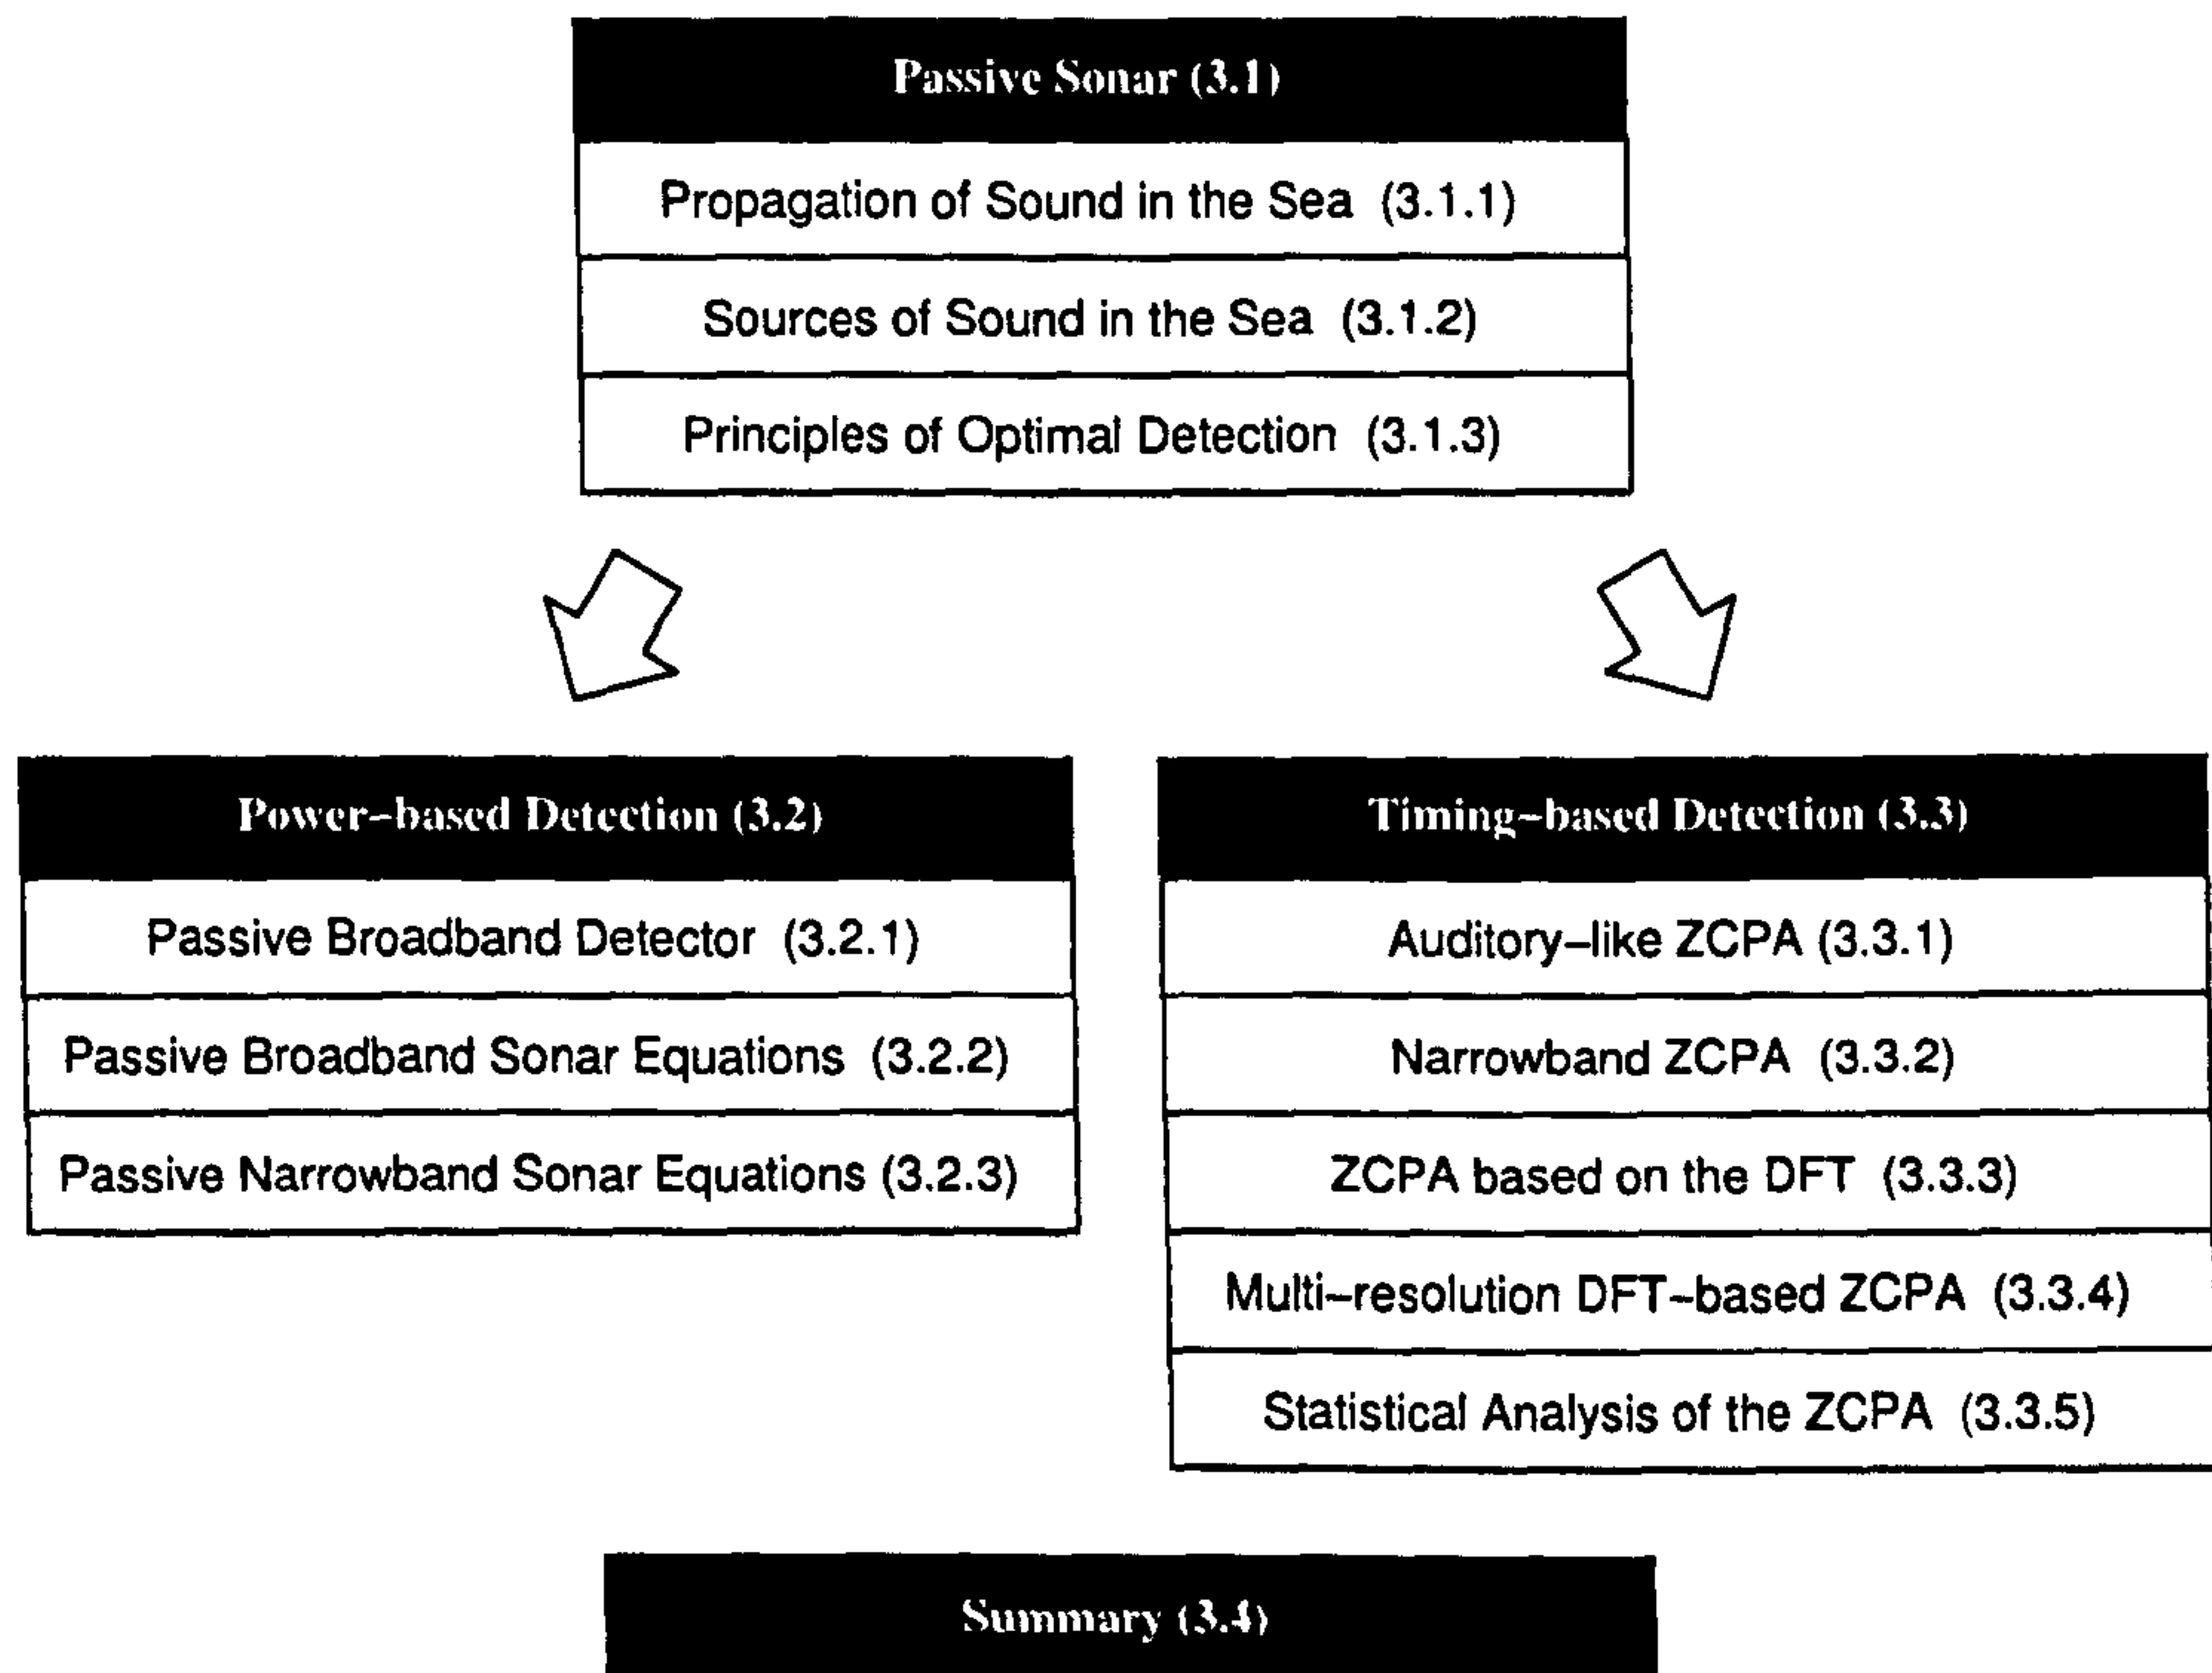 Passive Sonar (3.1)
Propagation of Sound in the Sea (3.1.1)
Sources of Sound in the Sea (3.1.2)
Principles of Optimal Detection (3.1.3)
Power-based Detection (3.2)
Passive Broadband Detector (3.2.1)
Passive Broadband Sonar Equations (3.2.2)
Passive Narrowband Sonar Equations (3.2.3)
Timing-based Detection (3.3)
Auditory-like ZCPA (3.3.1)
Narrowband ZCPA (3.3.2)
ZCPA based on the DFT (3.3.3)
Multi-resolution DFT-based ZCPA (3.3.4)
Statistical Analysis of the ZCPA (3.3.5)
Summary (3.4)